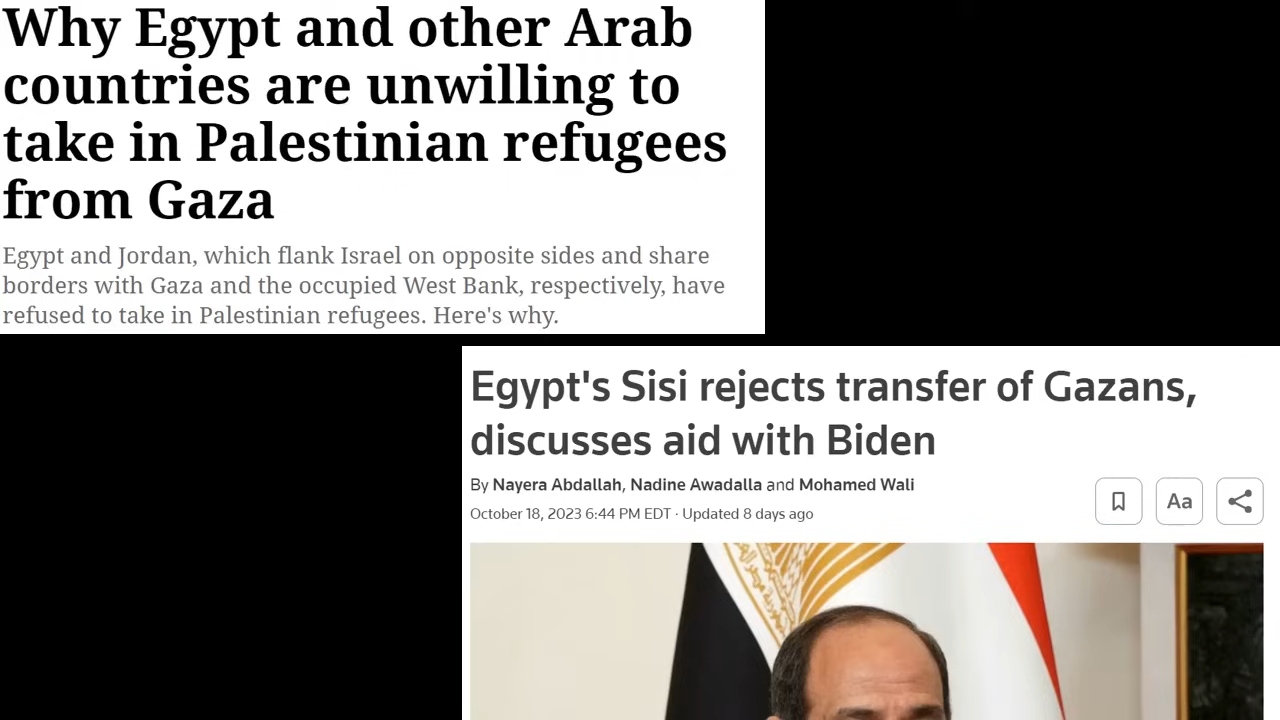 Why Egypt and other Arab
countries are unwilling to
take in Palestinian refugees
from Gaza
Egypt and Jordan, which flank Israel on opposite sides and share
borders with Gaza and the occupied West Bank, respectively, have
refused to take in Palestinian refugees. Here's why.
Egypt's Sisi rejects transfer of Gazans,
discusses aid with Biden
By Nayera Abdallah, Nadine Awadalla and Mohamed Wali
October 18, 2023 6:44 PM EDT · Updated 8 days ago
Aa